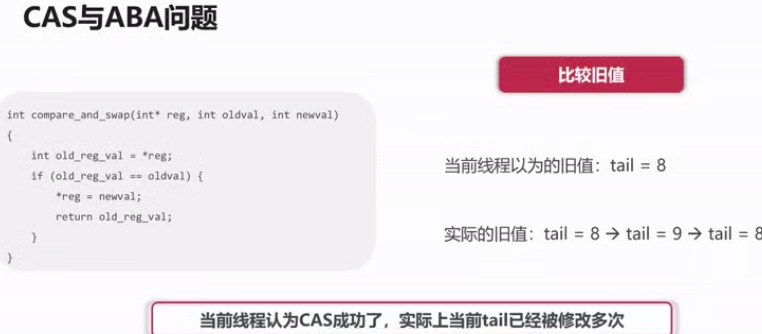 CAS与ABA问题
比较旧值
int compare_and_swap(int* reg, int oldval, int newval)
{
    int old_reg_val = *reg;
    if (old_reg_val == oldval) {
        *reg = newval;
        return old_reg_val;
    }
}
当前线程以为的旧值：tail = 8
实际的旧值：tail = 8 → tail = 9 → tail = 8
当前线程认为CAS成功了，实际上当前tail已经被修改多次